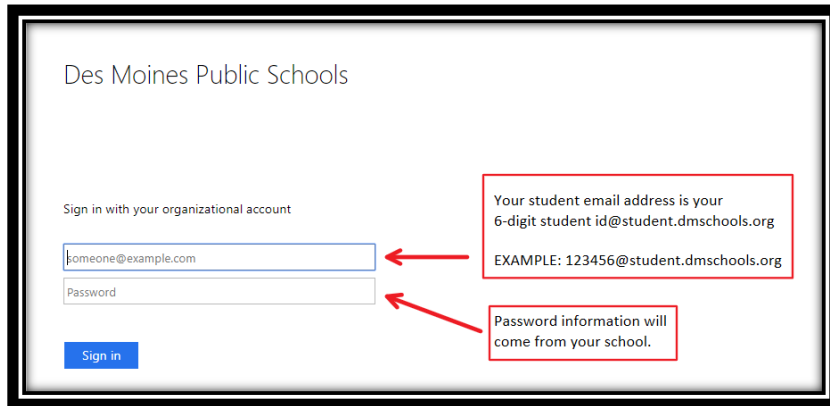 Des Moines Public Schools
Sign in with your organizational account
someone@example.com
Password
Sign in
Your student email address is your
6-digit student id@student.dmschools.org
EXAMPLE: 123456@student.dmschools.org
Password information will
come from your school.